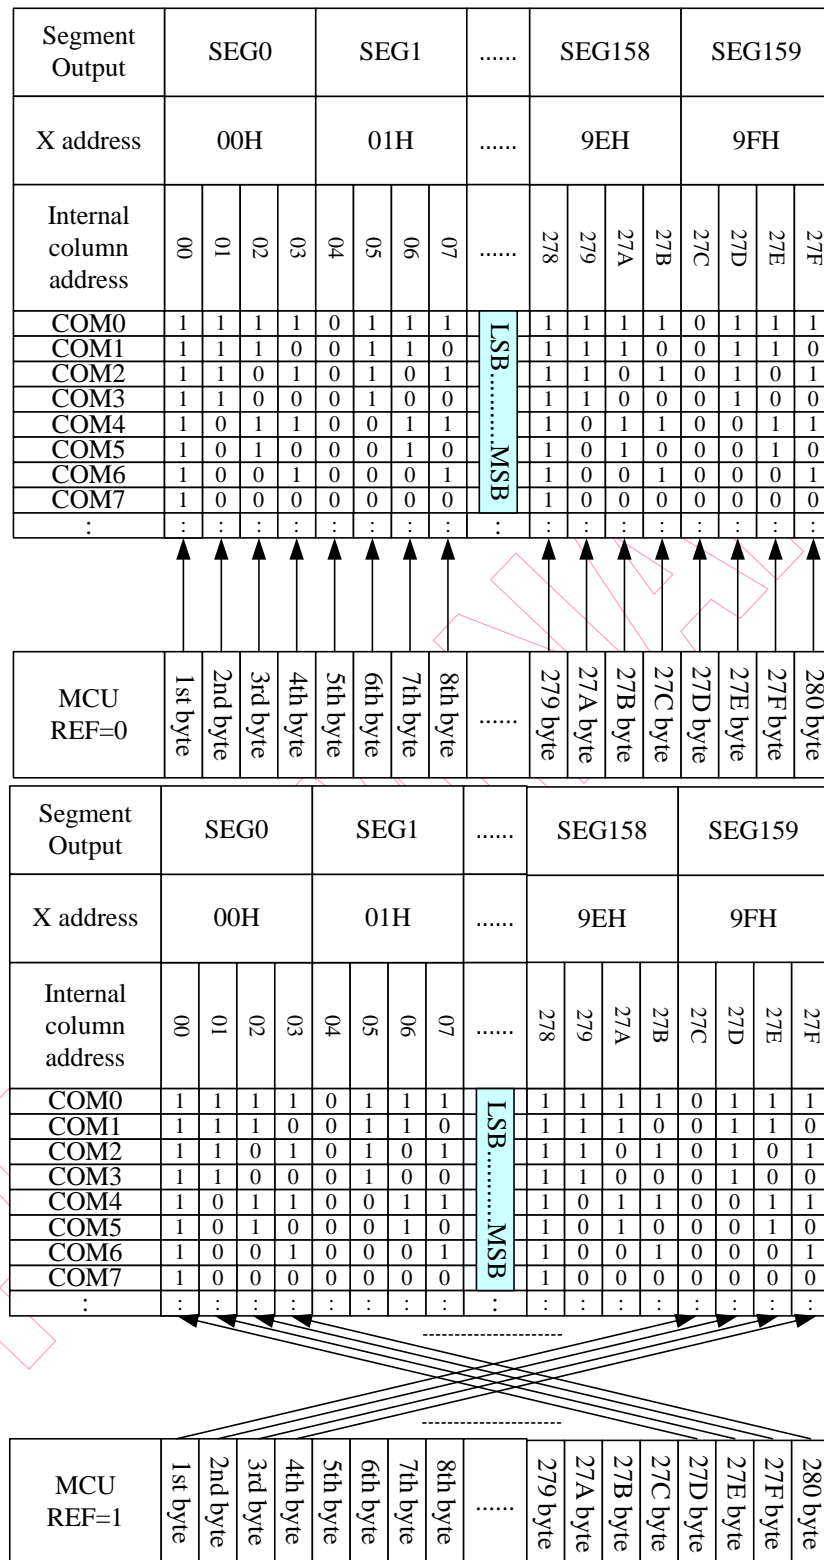 Segment Output SEG0 SEG1 ...... SEG158 SEG159
X address 00H 01H ...... 9EH 9FH
Internal column address 00 01 02 03 04 05 06 07 ...... 278 279 27A 27B 27C 27D 27E 27F
COM0 1 1 1 1 0 1 1 1 LSB............MSB 1 1 1 1 0 1 1 1
COM1 1 1 1 0 0 1 1 0 1 1 1 0 0 1 1 0
COM2 1 1 0 1 0 1 0 1 1 1 0 1 0 1 0 1
COM3 1 1 0 0 0 1 0 0 1 1 0 0 0 1 0 0
COM4 1 0 1 1 0 0 1 1 1 0 1 1 0 0 1 1
COM5 1 0 1 0 0 0 1 0 1 0 1 0 0 0 1 0
COM6 1 0 0 1 0 0 0 1 1 0 0 1 0 0 0 1
COM7 1 0 0 0 0 0 0 0 1 0 0 0 0 0 0 0
: : : : : : : : : : : : : : : : : :
MCU REF=0 1st byte 2nd byte 3rd byte 4th byte 5th byte 6th byte 7th byte 8th byte ...... 279 byte 27A byte 27B byte 27C byte 27D byte 27E byte 27F byte 280 byte
Segment Output SEG0 SEG1 ...... SEG158 SEG159
X address 00H 01H ...... 9EH 9FH
Internal column address 00 01 02 03 04 05 06 07 ...... 278 279 27A 27B 27C 27D 27E 27F
COM0 1 1 1 1 0 1 1 1 LSB............MSB 1 1 1 1 0 1 1 1
COM1 1 1 1 0 0 1 1 0 1 1 1 0 0 1 1 0
COM2 1 1 0 1 0 1 0 1 1 1 0 1 0 1 0 1
COM3 1 1 0 0 0 1 0 0 1 1 0 0 0 1 0 0
COM4 1 0 1 1 0 0 1 1 1 0 1 1 0 0 1 1
COM5 1 0 1 0 0 0 1 0 1 0 1 0 0 0 1 0
COM6 1 0 0 1 0 0 0 1 1 0 0 1 0 0 0 1
COM7 1 0 0 0 0 0 0 0 1 0 0 0 0 0 0 0
: : : : : : : : : : : : : : : : : :
MCU REF=1 1st byte 2nd byte 3rd byte 4th byte 5th byte 6th byte 7th byte 8th byte ...... 279 byte 27A byte 27B byte 27C byte 27D byte 27E byte 27F byte 280 byte